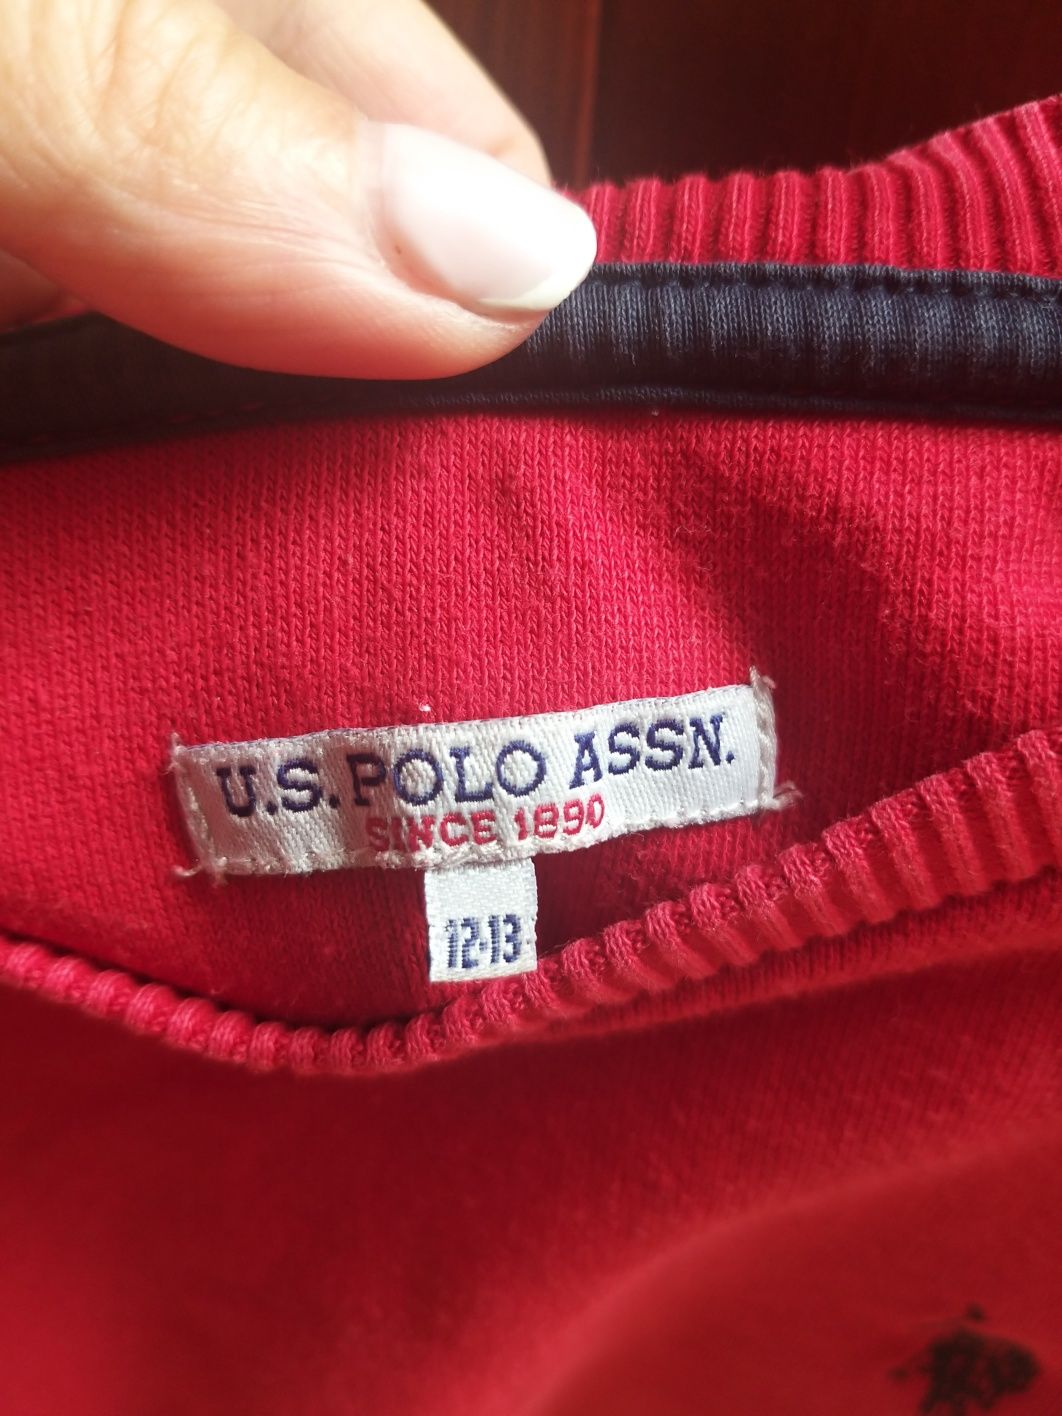 U.S. POLO ASSN.
SINCE 1890
12-13